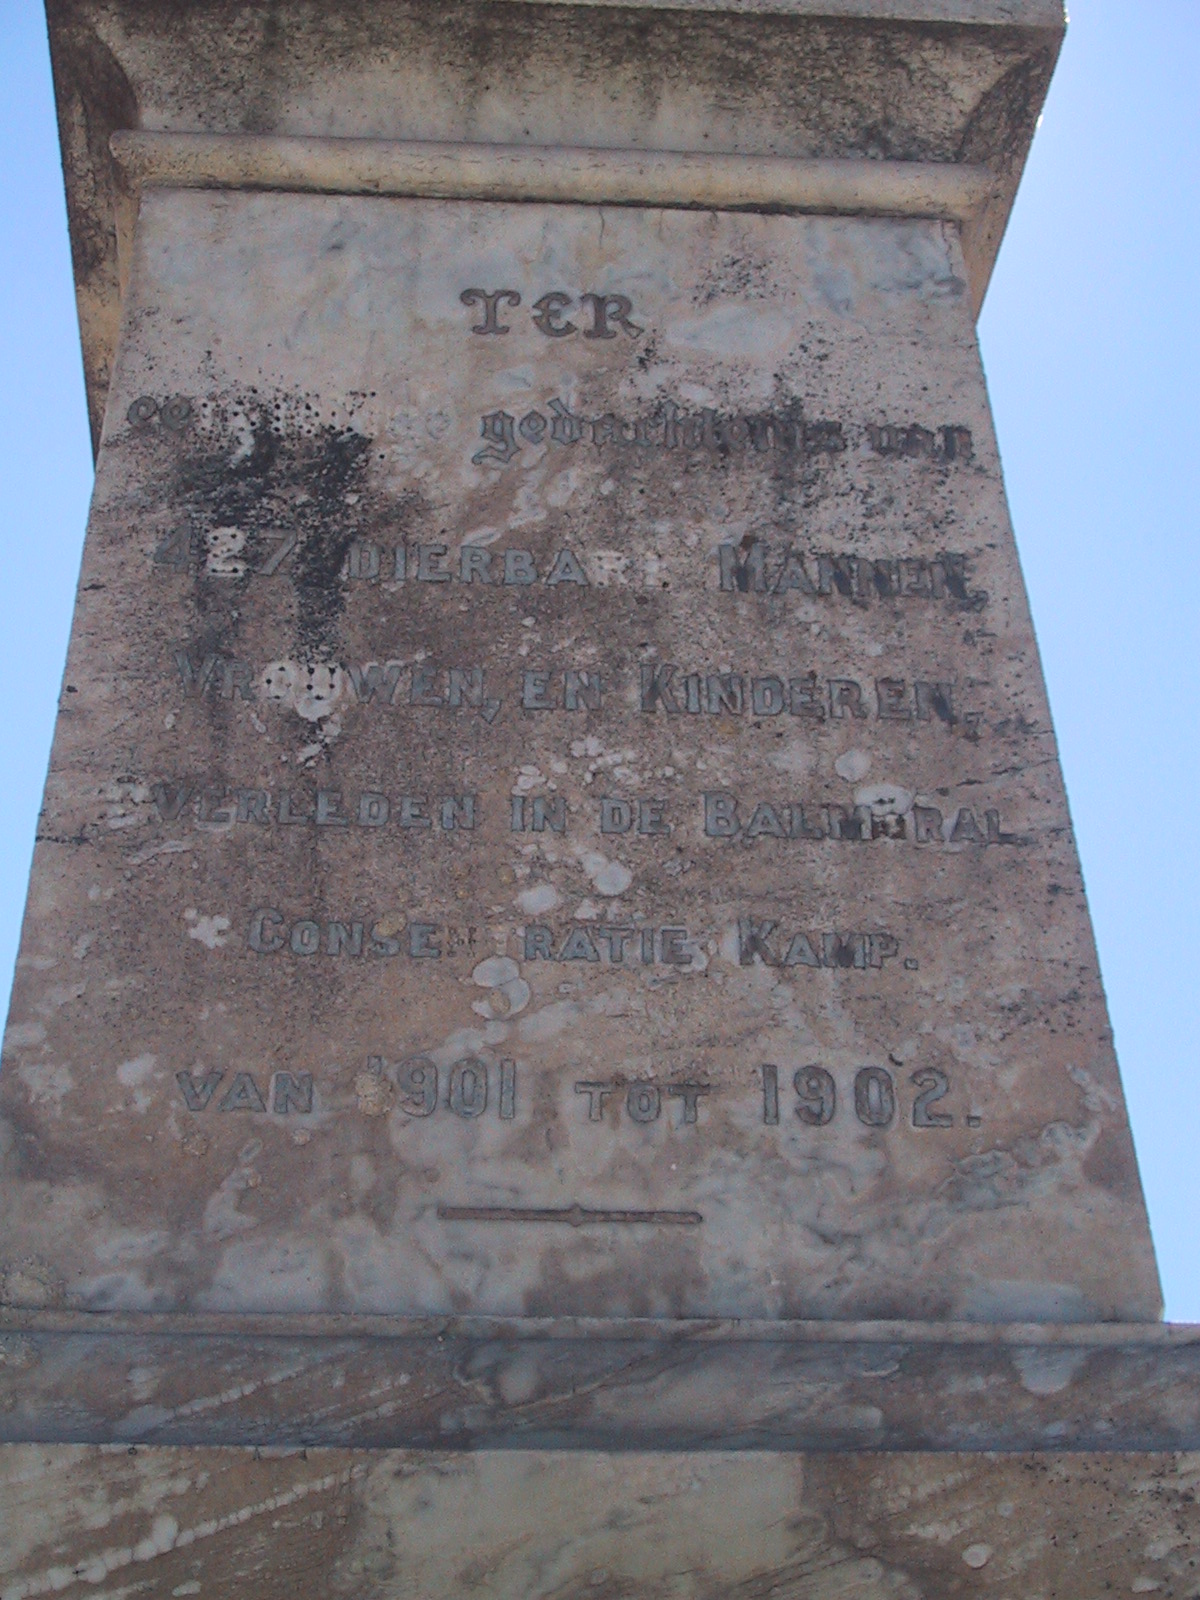 TER
gedachtenis van
427 DIERBARE MANNEN,
VROUWEN, EN KINDEREN,
VERLEDEN IN DE BALMORAL
CONSENTRATIE KAMP.
VAN 1901 TOT 1902.